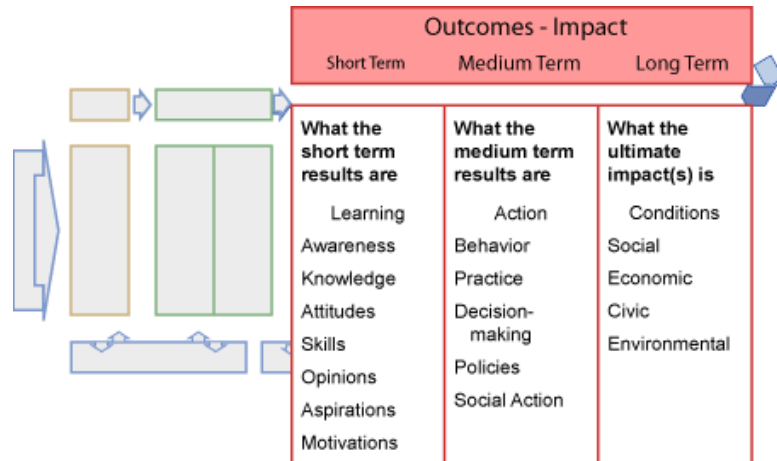 Outcomes - Impact
Short Term Medium Term Long Term
What the
short term
results are
Learning
Awareness
Knowledge
Attitudes
Skills
Opinions
Aspirations
Motivations
What the
medium term
results are
Action
Behavior
Practice
Decision-
making
Policies
Social Action
What the
ultimate
impact(s) is
Conditions
Social
Economic
Civic
Environmental